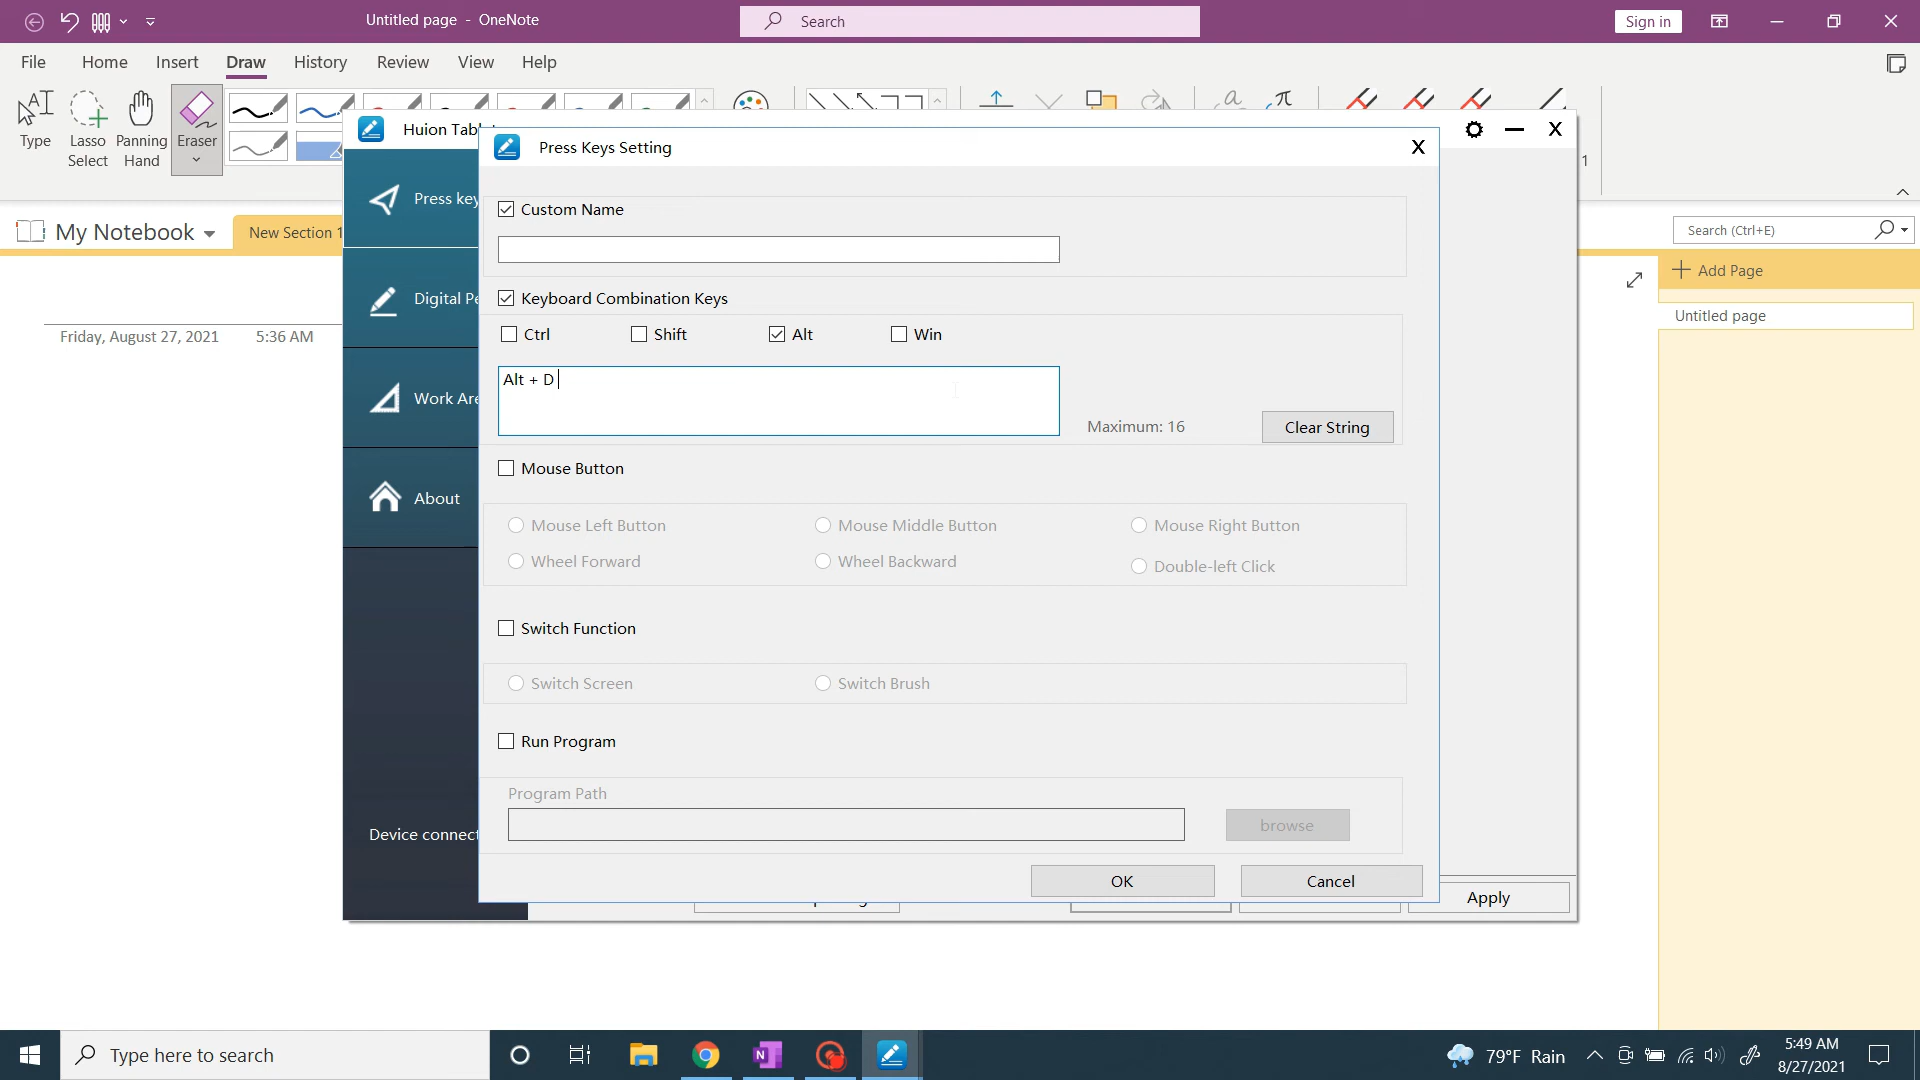 Untitled page - OneNote
Search
Sign in
File
Home
Insert
Draw
History
Review
View
Help
Type
Lasso Select
Panning Hand
Eraser
1
My Notebook
New Section 1
Search (Ctrl+E)
Add Page
Untitled page
Friday, August 27, 2021 5:36 AM
Huion
X
Press
Digital
Work
About
Device
Apply
Press Keys Setting
X
Custom Name
Keyboard Combination Keys
Ctrl
Shift
Alt
Win
Alt + D
Maximum: 16
Clear String
Mouse Button
Mouse Left Button
Mouse Middle Button
Mouse Right Button
Wheel Forward
Wheel Backward
Double-left Click
Switch Function
Switch Screen
Switch Brush
Run Program
Program Path
browse
OK
Cancel
Type here to search
79°F Rain
5:49 AM
8/27/2021